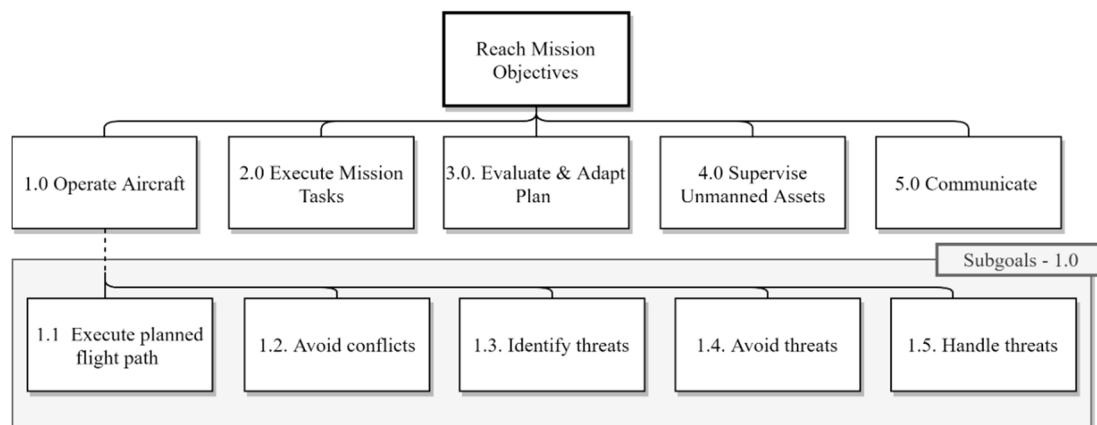 Reach Mission
Objectives
1.0 Operate Aircraft
2.0 Execute Mission
Tasks
3.0. Evaluate & Adapt
Plan
4.0 Supervise
Unmanned Assets
5.0 Communicate
Subgoals - 1.0
1.1 Execute planned
flight path
1.2. Avoid conflicts
1.3. Identify threats
1.4. Avoid threats
1.5. Handle threats